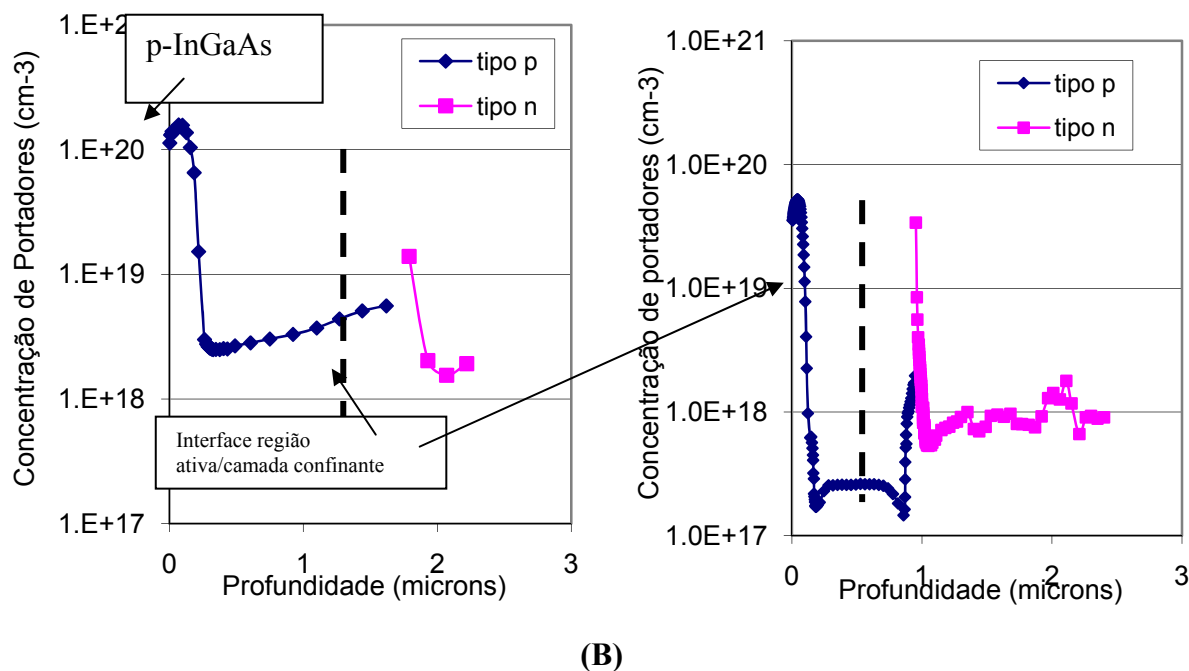 Concentração de Portadores (cm-3)
1.E+2
1.E+20
1.E+19
1.E+18
1.E+17
p-InGaAs
tipo p
tipo n
Interface região
ativa/camada confinante
0
1
2
3
Profundidade (microns)
Concentração de portadores (cm-3)
1.0E+21
1.0E+20
1.0E+19
1.0E+18
1.0E+17
tipo p
tipo n
0
1
2
3
Profundidade (microns)
(B)